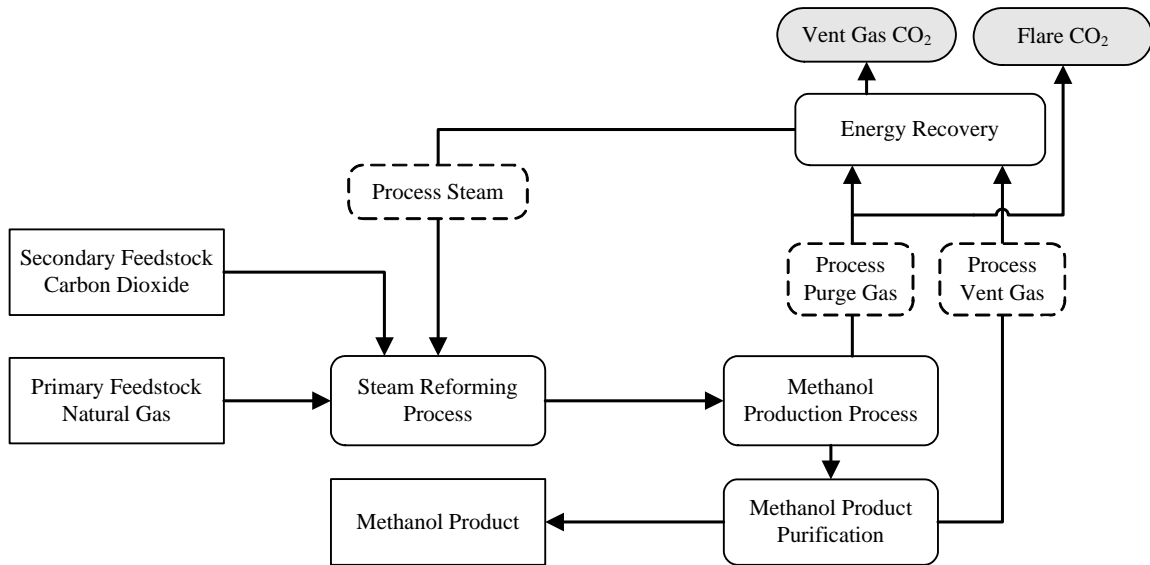 Vent Gas CO₂
Flare CO₂
Energy Recovery
Process Steam
Secondary Feedstock
Carbon Dioxide
Process
Purge Gas
Process
Vent Gas
Primary Feedstock
Natural Gas
Steam Reforming
Process
Methanol
Production Process
Methanol Product
Methanol Product
Purification